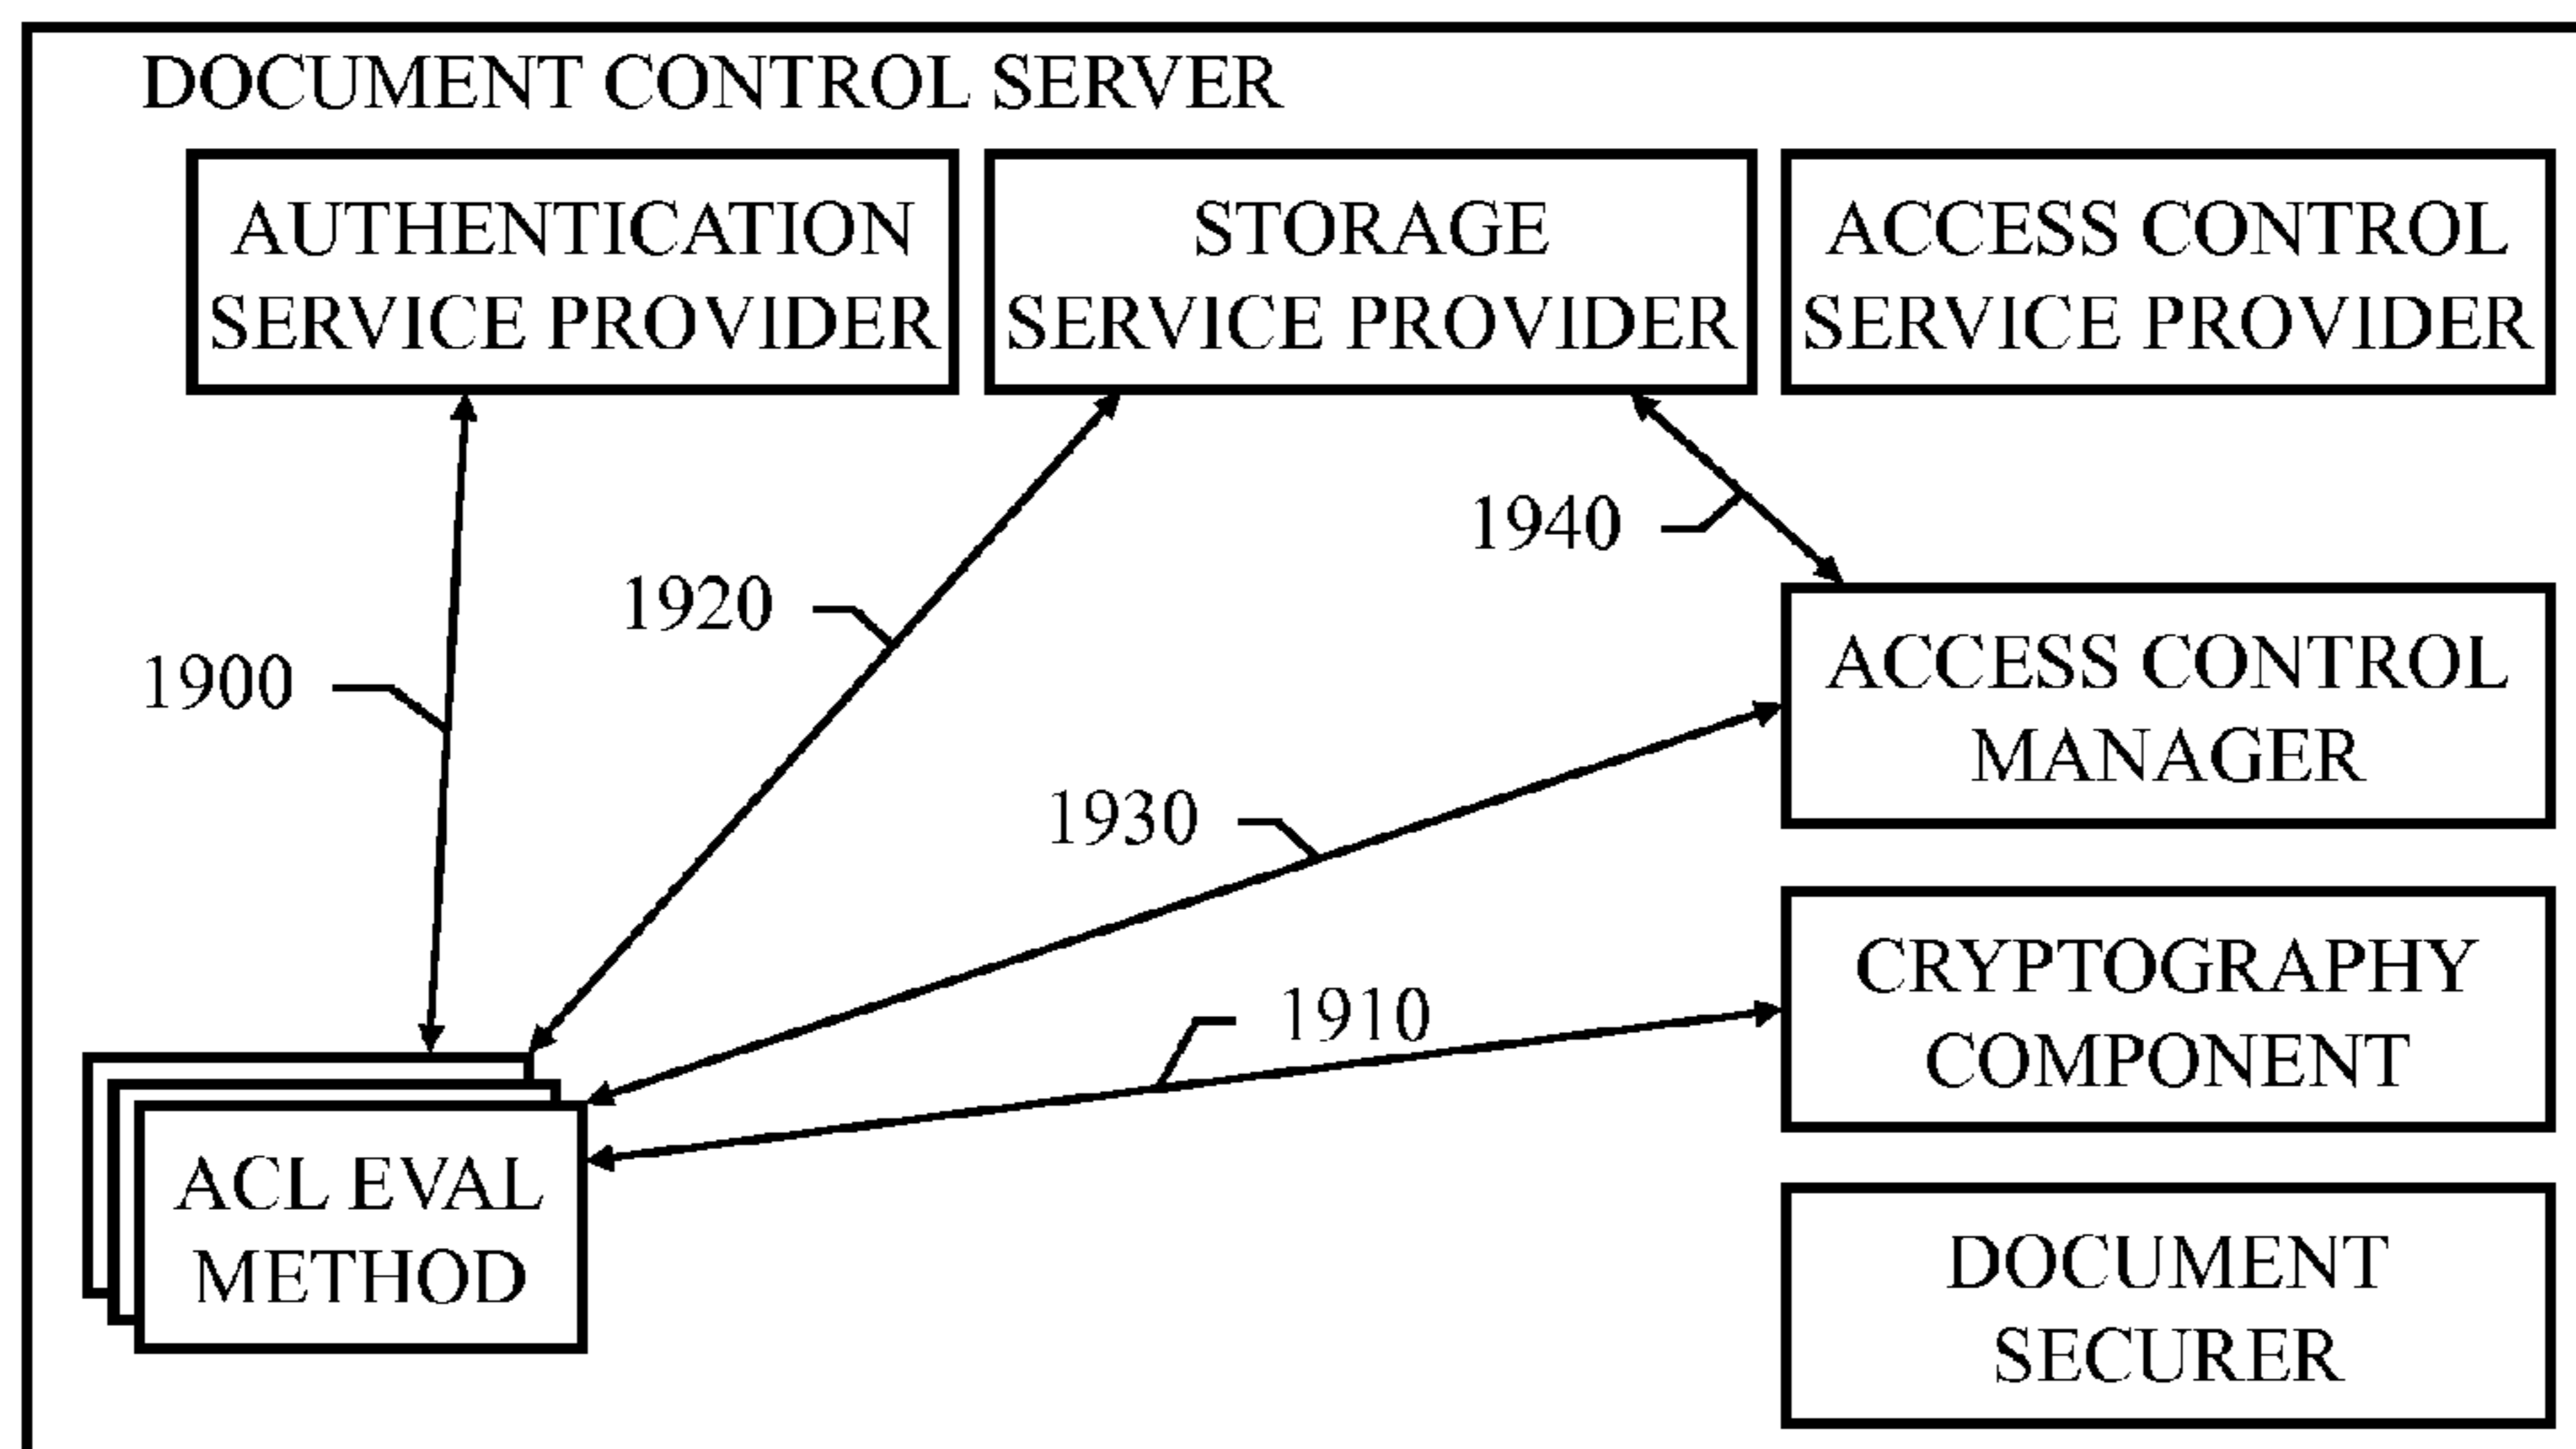 DOCUMENT CONTROL SERVER
AUTHENTICATION
SERVICE PROVIDER
STORAGE
SERVICE PROVIDER
ACCESS CONTROL
SERVICE PROVIDER
1940
1920
1900
ACCESS CONTROL
MANAGER
1930
CRYPTOGRAPHY
COMPONENT
1910
ACL EVAL
METHOD
DOCUMENT
SECURER